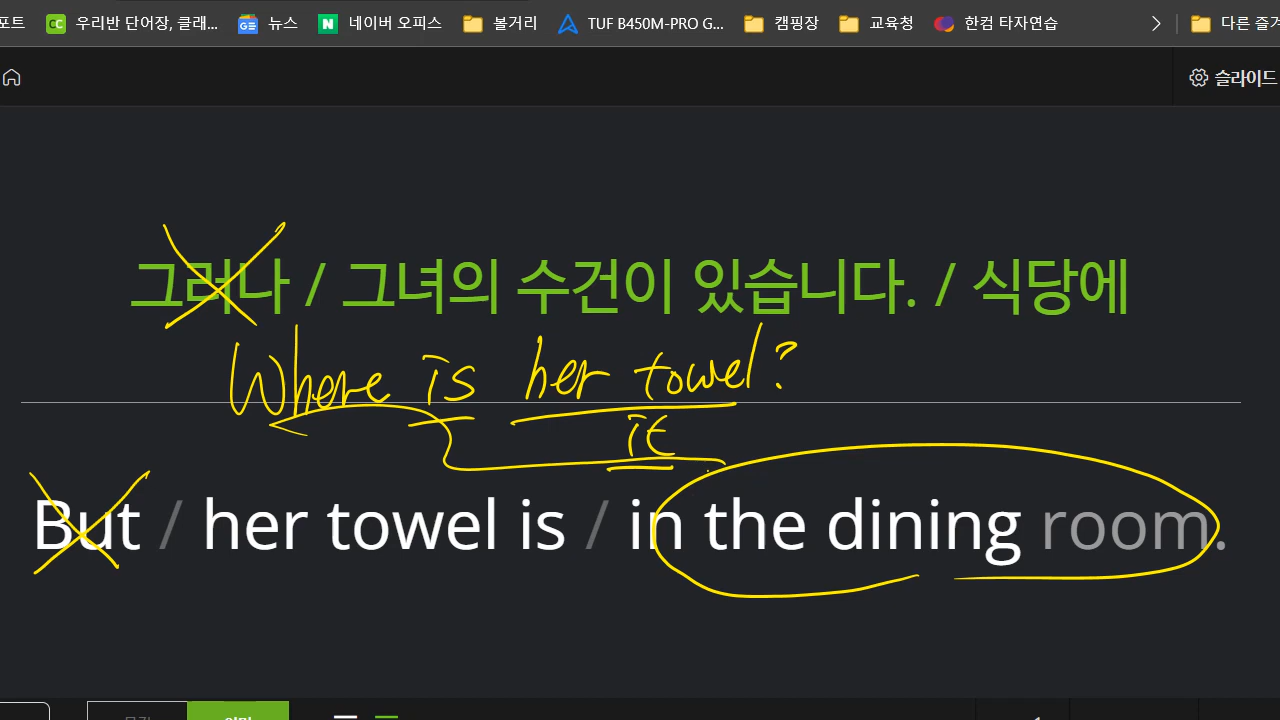 우리반 단어장, 클래... 뉴스 네이버 오피스 볼거리 TUF B450M-PRO G... 캠핑장 교육청 한컴 타자연습 다른 즐겨
슬라이드
그러나 / 그녀의 수건이 있습니다. / 식당에
Where is her towel?
it
But / her towel is / in the dining room.